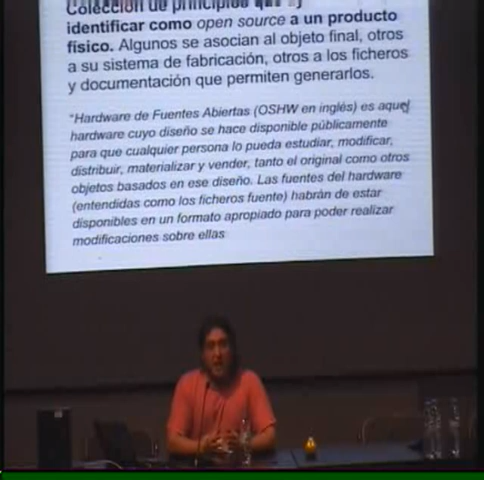 Colección de principios que
identificar como open source a un producto
físico. Algunos se asocian al objeto final, otros
a su sistema de fabricación, otros a los ficheros
y documentación que permiten generarlos.
"Hardware de Fuentes Abiertas (OSHW en inglés) es aquel
hardware cuyo diseño se hace disponible públicamente
para que cualquier persona lo pueda estudiar, modificar,
distribuir, materializar y vender, tanto el original como otros
objetos basados en ese diseño. Las fuentes del hardware
(entendidas como los ficheros fuente) habrán de estar
disponibles en un formato apropiado para poder realizar
modificaciones sobre ellas